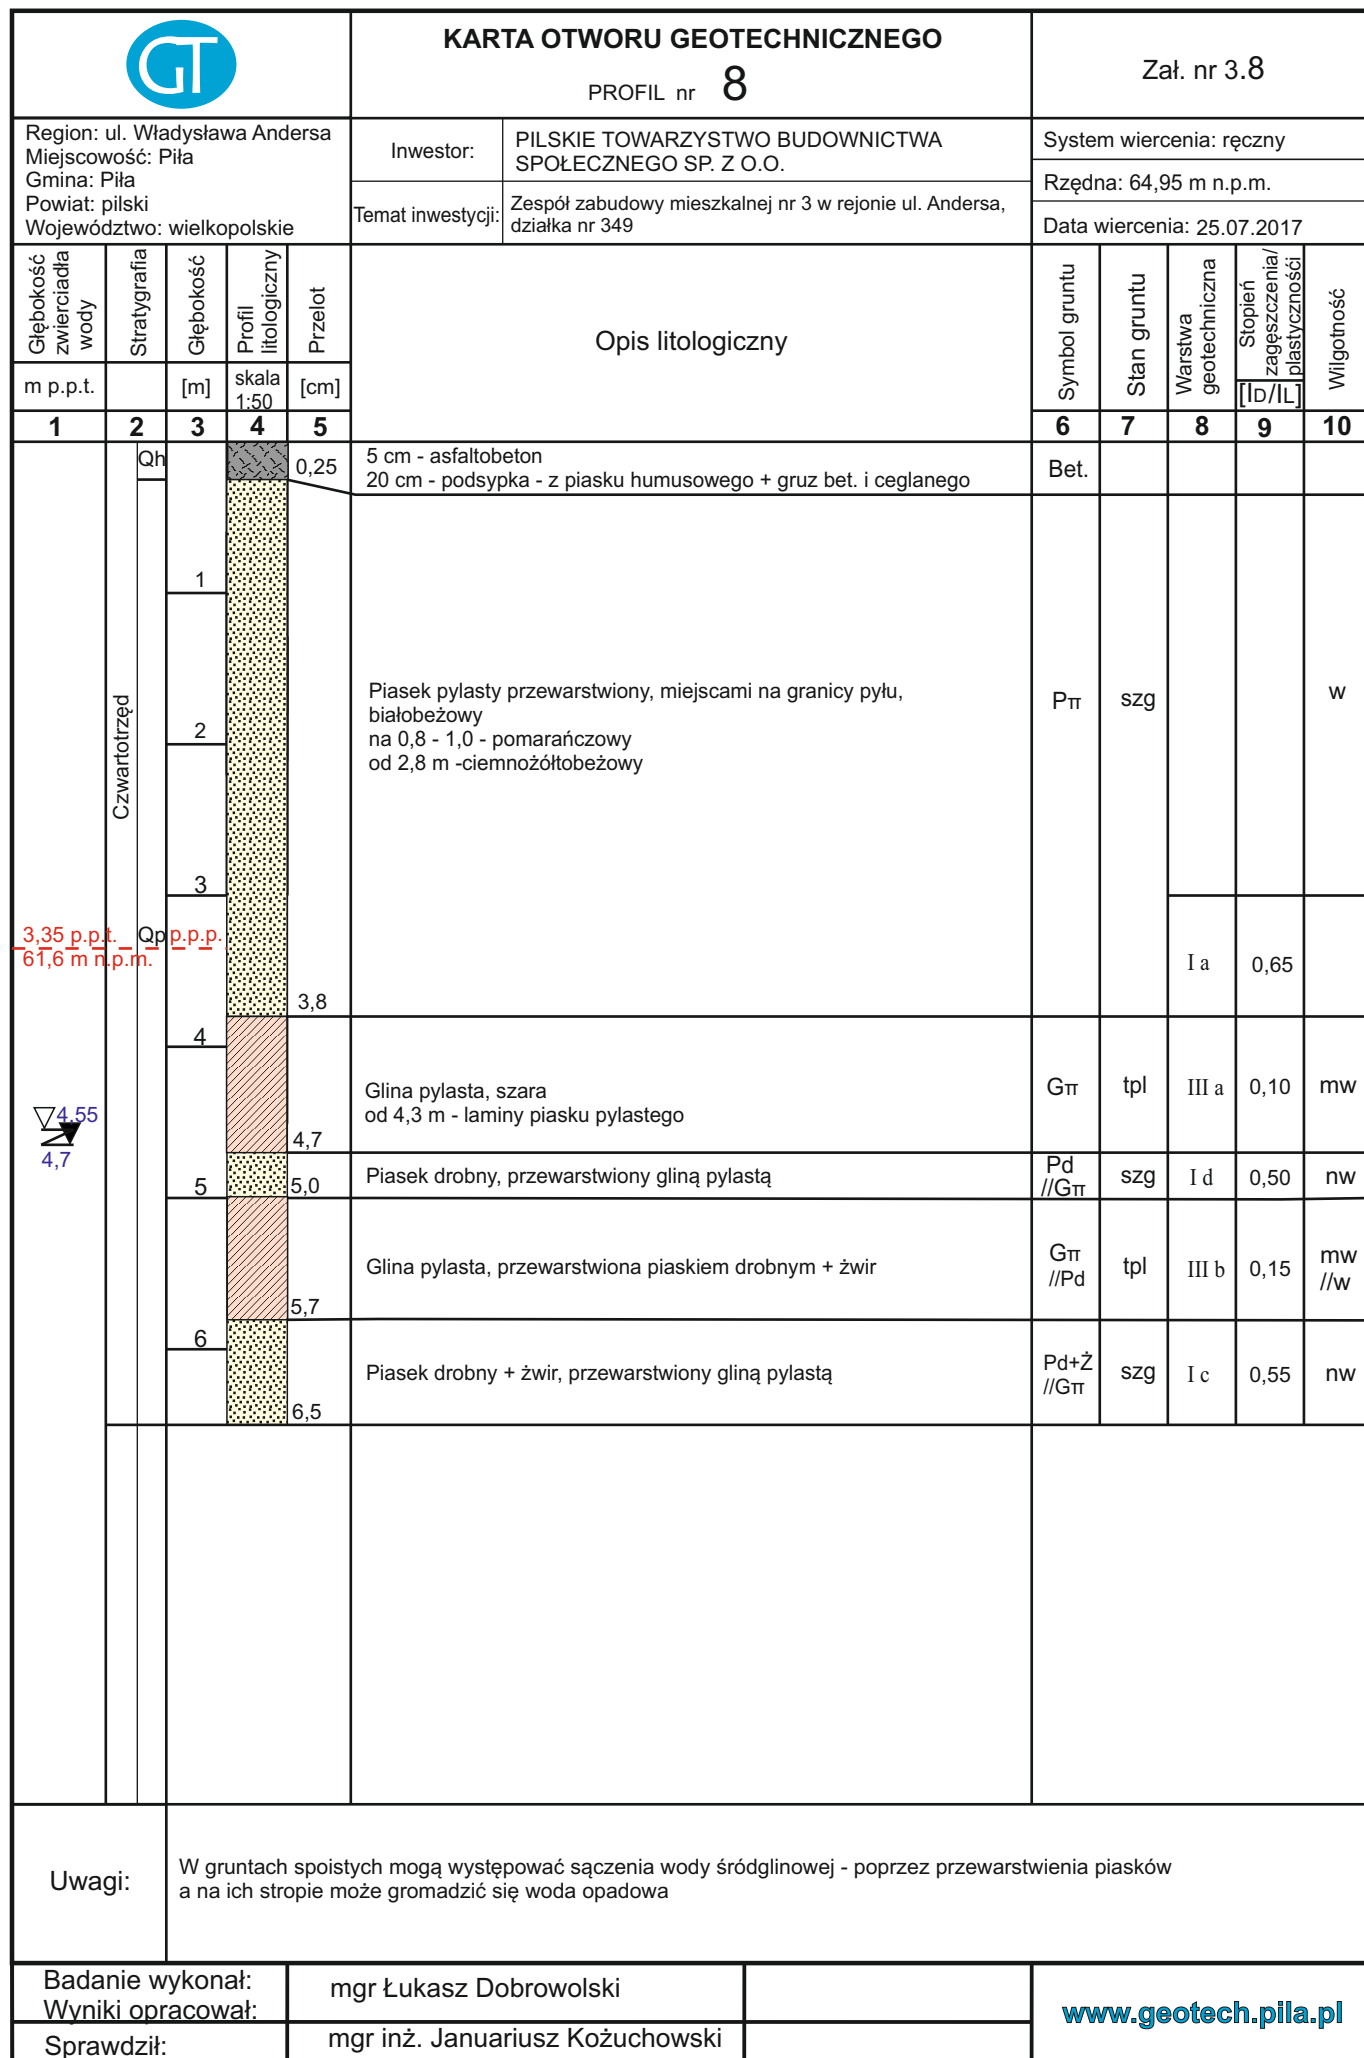 GT
KARTA OTWORU GEOTECHNICZNEGO
PROFIL nr 8
Zał. nr 3.8
Region: ul. Władysława Andersa
Miejscowość: Piła
Gmina: Piła
Powiat: pilski
Województwo: wielkopolskie
Inwestor:
PILSKIE TOWARZYSTWO BUDOWNICTWA
SPOŁECZNEGO SP. Z O.O.
Temat inwestycji:
Zespół zabudowy mieszkalnej nr 3 w rejonie ul. Andersa,
działka nr 349
System wiercenia: ręczny
Rzędna: 64,95 m n.p.m.
Data wiercenia: 25.07.2017
Głębokość
zwierciadła
wody
Stratygrafia
Głębokość
Profil
litologiczny
Przelot
Opis litologiczny
Symbol gruntu
Stan gruntu
Warstwa
geotechniczna
Stopień
zagęszczenia/
plastycznośći
Wilgotność
m p.p.t.
[m]
skala
1:50
[cm]
[ID/IL]
1 2 3 4 5 6 7 8 9 10
Qh
0,25
5 cm - asfaltobeton
20 cm - podsypka - z piasku humusowego + gruz bet. i ceglanego
Bet.
1
Czwartotrzęd
2
Piasek pylasty przewarstwiony, miejscami na granicy pyłu,
białobeżowy
na 0,8 - 1,0 - pomarańczowy
od 2,8 m -ciemnożółtobeżowy
Pπ szg w
3
3,35 p.p.t. Qp p.p.p.
61,6 m n.p.m.
I a 0,65
3,8
4
Glina pylasta, szara
od 4,3 m - laminy piasku pylastego
Gπ tpl III a 0,10 mw
4,55
4,7
4,7
Piasek drobny, przewarstwiony gliną pylastą
Pd
//Gπ
szg I d 0,50 nw
5 5,0
Glina pylasta, przewarstwiona piaskiem drobnym + żwir
Gπ
//Pd
tpl III b 0,15
mw
//w
5,7
6
Piasek drobny + żwir, przewarstwiony gliną pylastą
Pd+Ż
//Gπ
szg I c 0,55 nw
6,5
Uwagi:
W gruntach spoistych mogą występować sączenia wody śródglinowej - poprzez przewarstwienia piasków
a na ich stropie może gromadzić się woda opadowa
Badanie wykonał:
Wyniki opracował:
mgr Łukasz Dobrowolski
Sprawdził:
mgr inż. Januariusz Kożuchowski
www.geotech.pila.pl